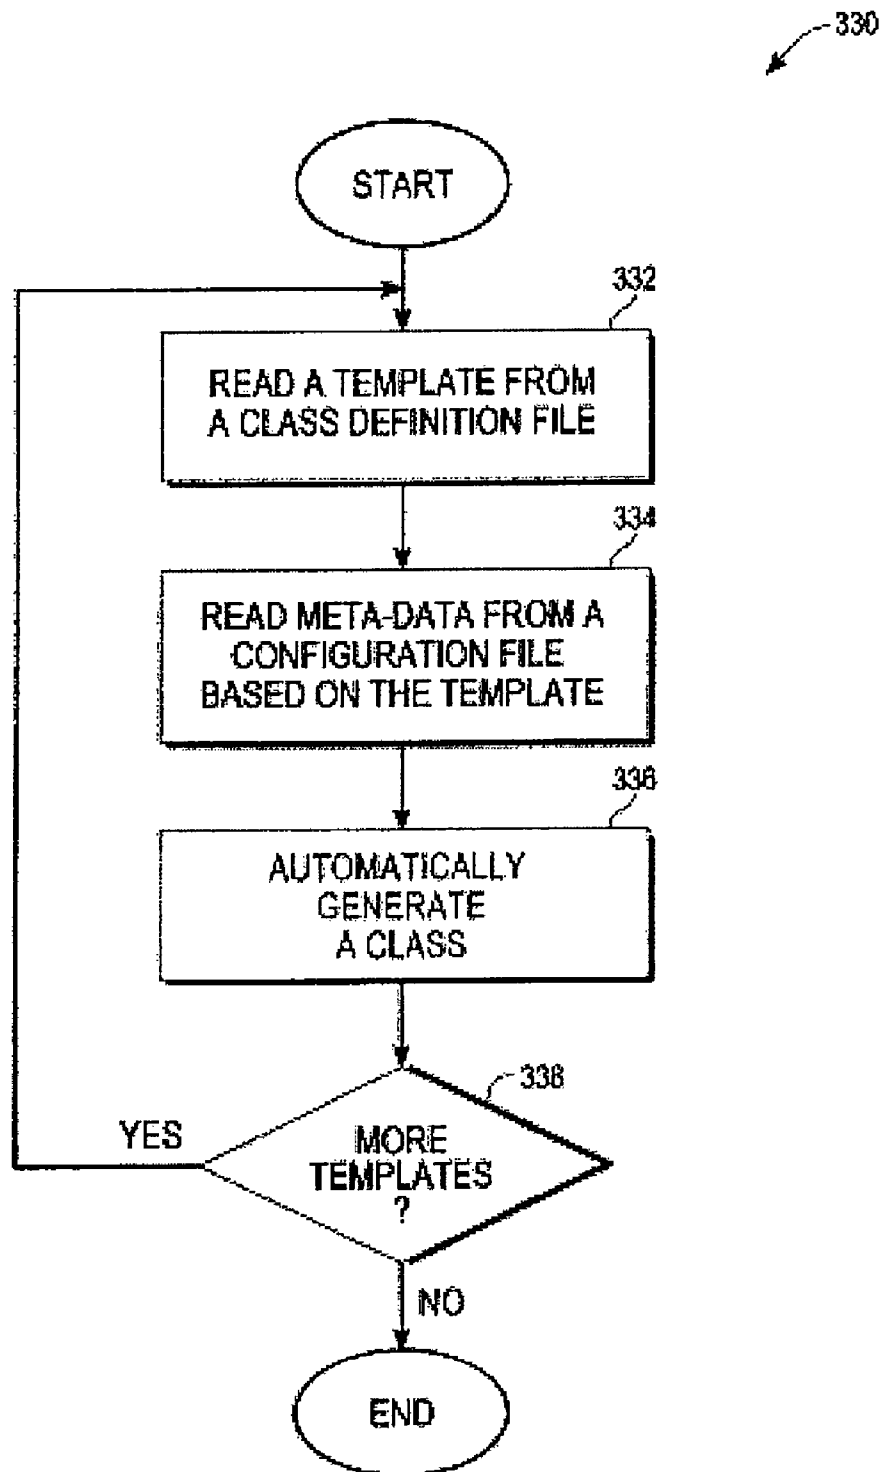 330
START
332
READ A TEMPLATE FROM
A CLASS DEFINITION FILE
334
READ META-DATA FROM A
CONFIGURATION FILE
BASED ON THE TEMPLATE
336
AUTOMATICALLY
GENERATE
A CLASS
338
MORE
TEMPLATES
?
YES
NO
END